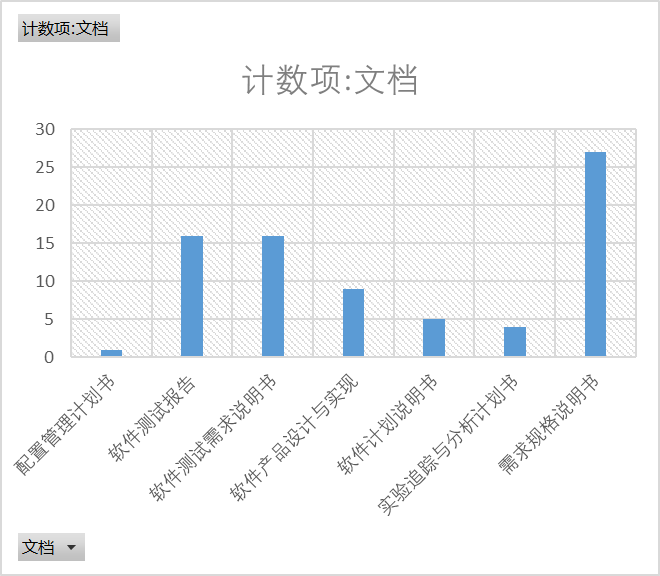 计数项:文档
计数项:文档
30
25
20
15
10
5
0
配置管理计划书
软件测试报告
软件测试需求说明书
软件产品设计与实现
软件计划说明书
实验追踪与分析计划书
需求规格说明书
文档